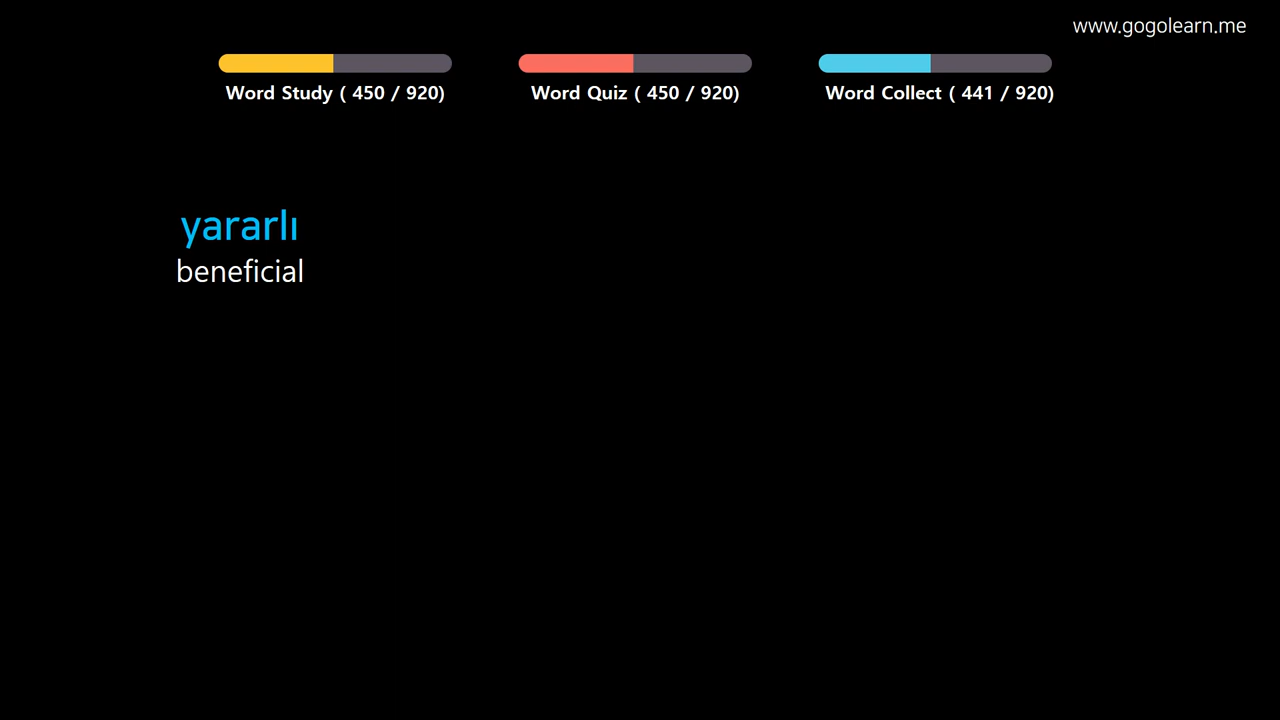 www.gogolearn.me
Word Study ( 450 / 920)
Word Quiz ( 450 / 920)
Word Collect ( 441 / 920)
yararlı
beneficial